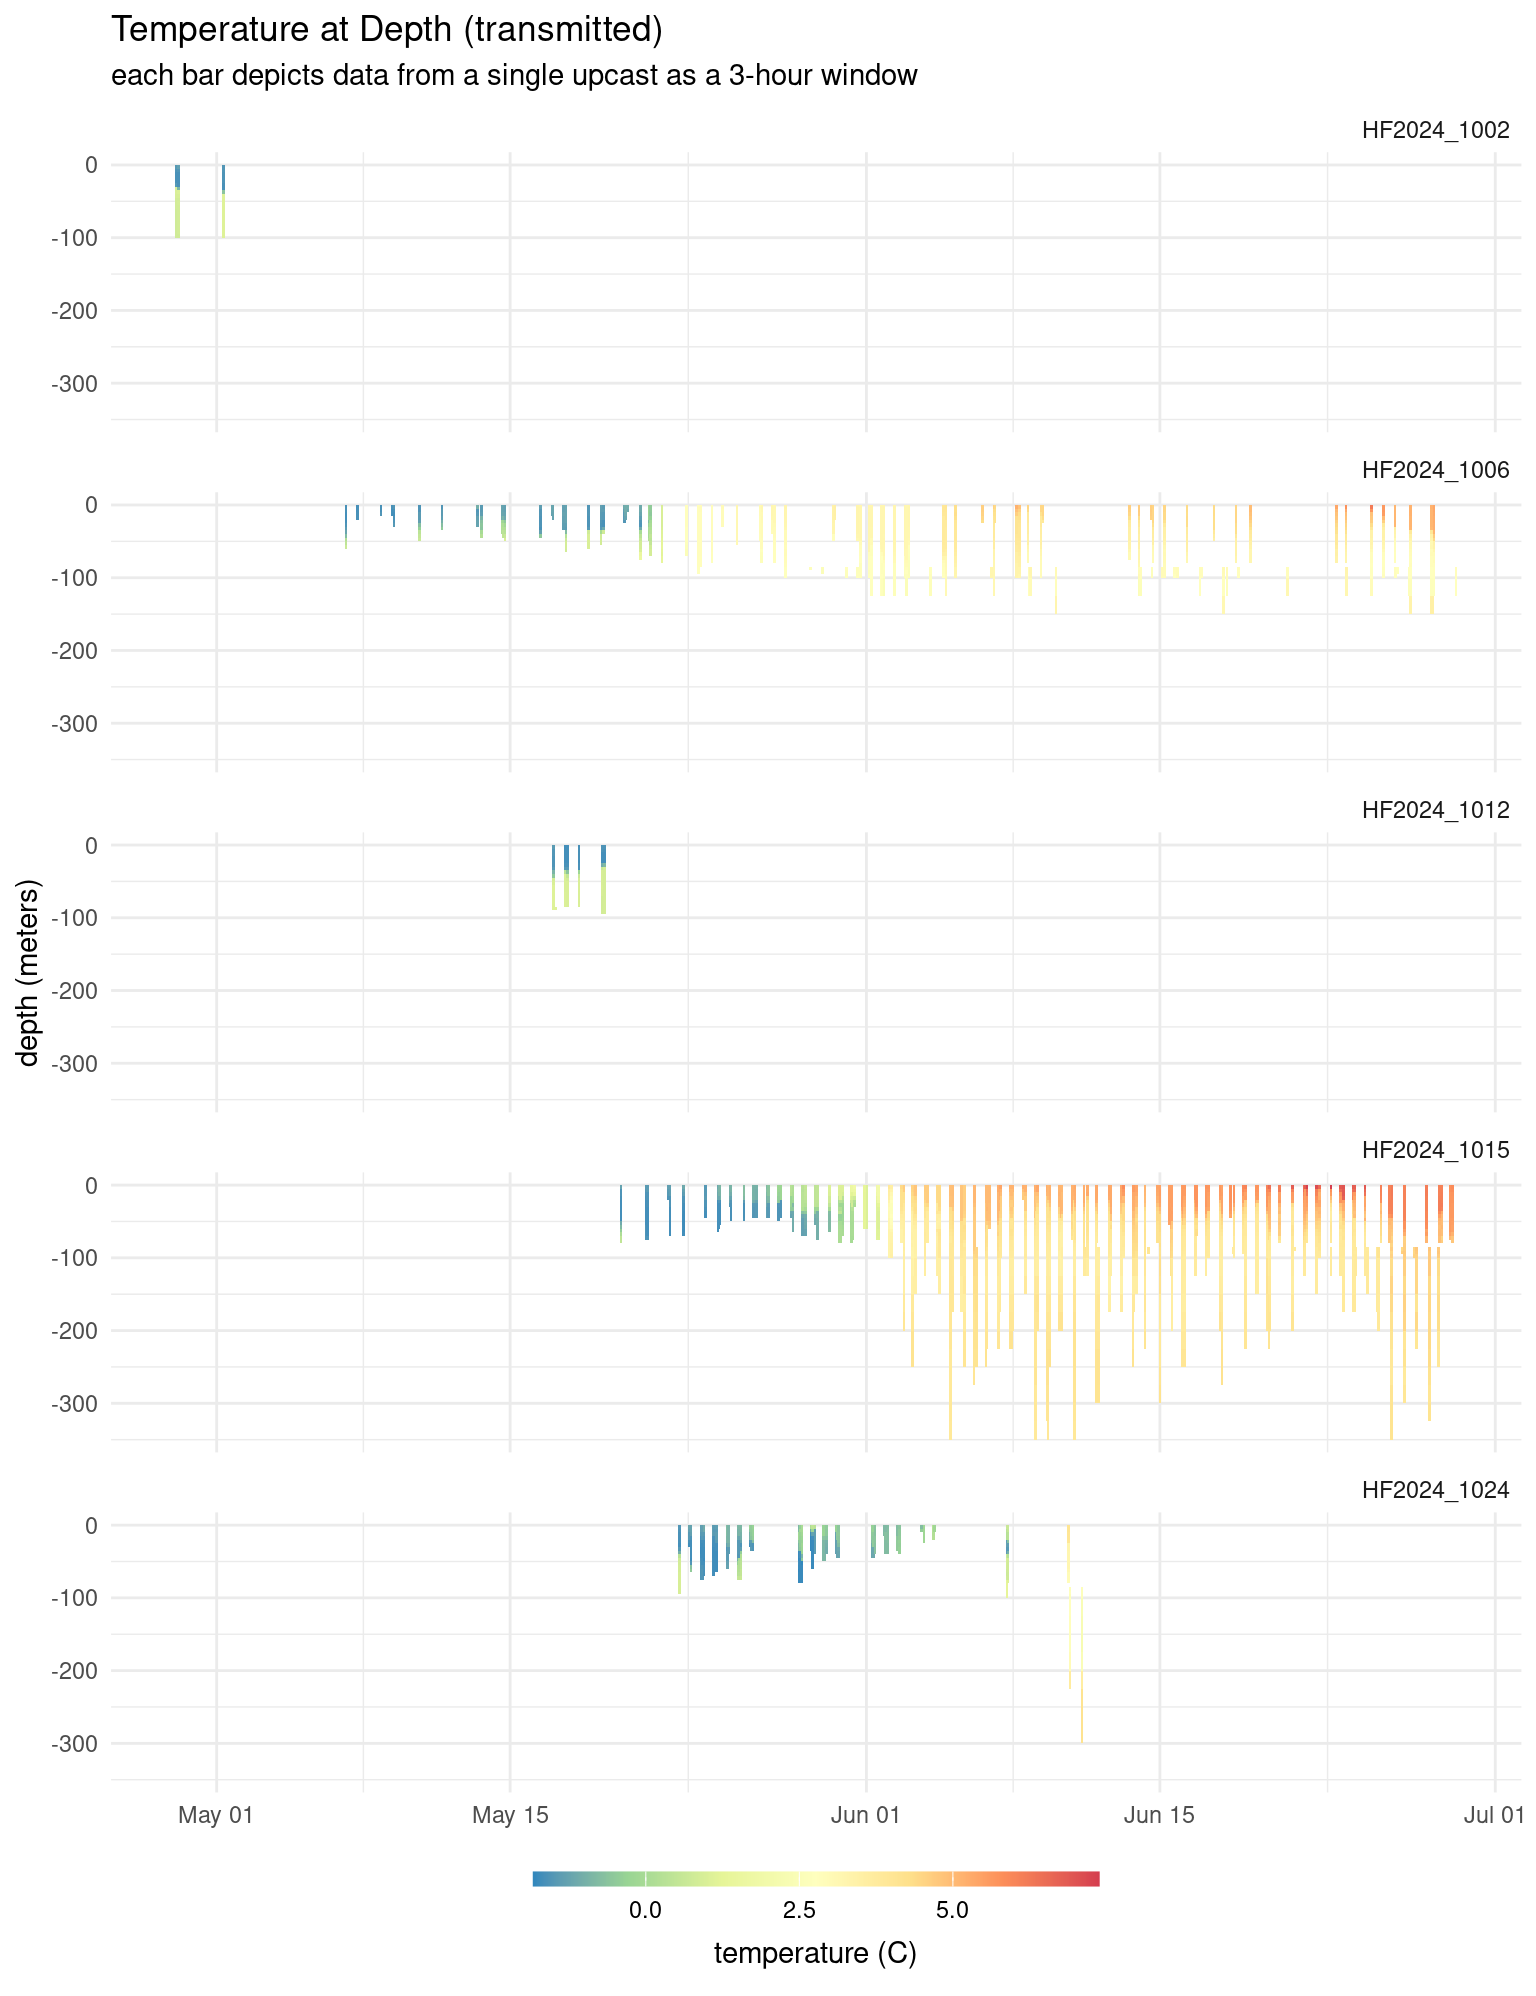 Temperature at Depth (transmitted)
each bar depicts data from a single upcast as a 3-hour window
HF2024_1002
0
-100
-200
-300
HF2024_1006
0
-100
-200
-300
HF2024_1012
0
-100
-200
-300
depth (meters)
HF2024_1015
0
-100
-200
-300
HF2024_1024
0
-100
-200
-300
May 01 May 15 Jun 01 Jun 15 Jul 01
0.0 2.5 5.0
temperature (C)